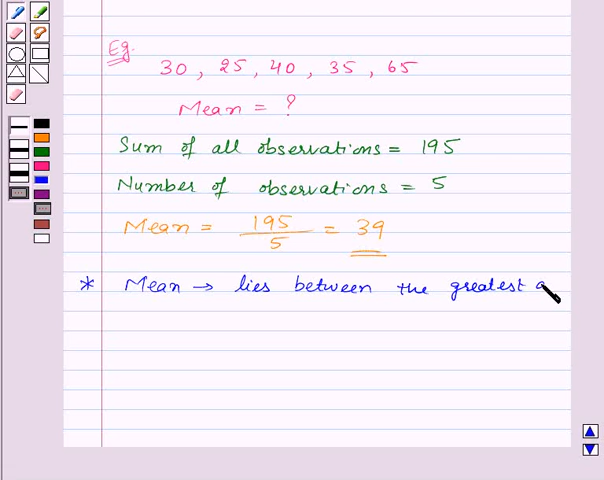 Eg.
30, 25, 40, 35, 65
Mean = ?
Sum of all observations = 195
Number of observations = 5
Mean = 195/5 = 39
* Mean → lies between the greatest